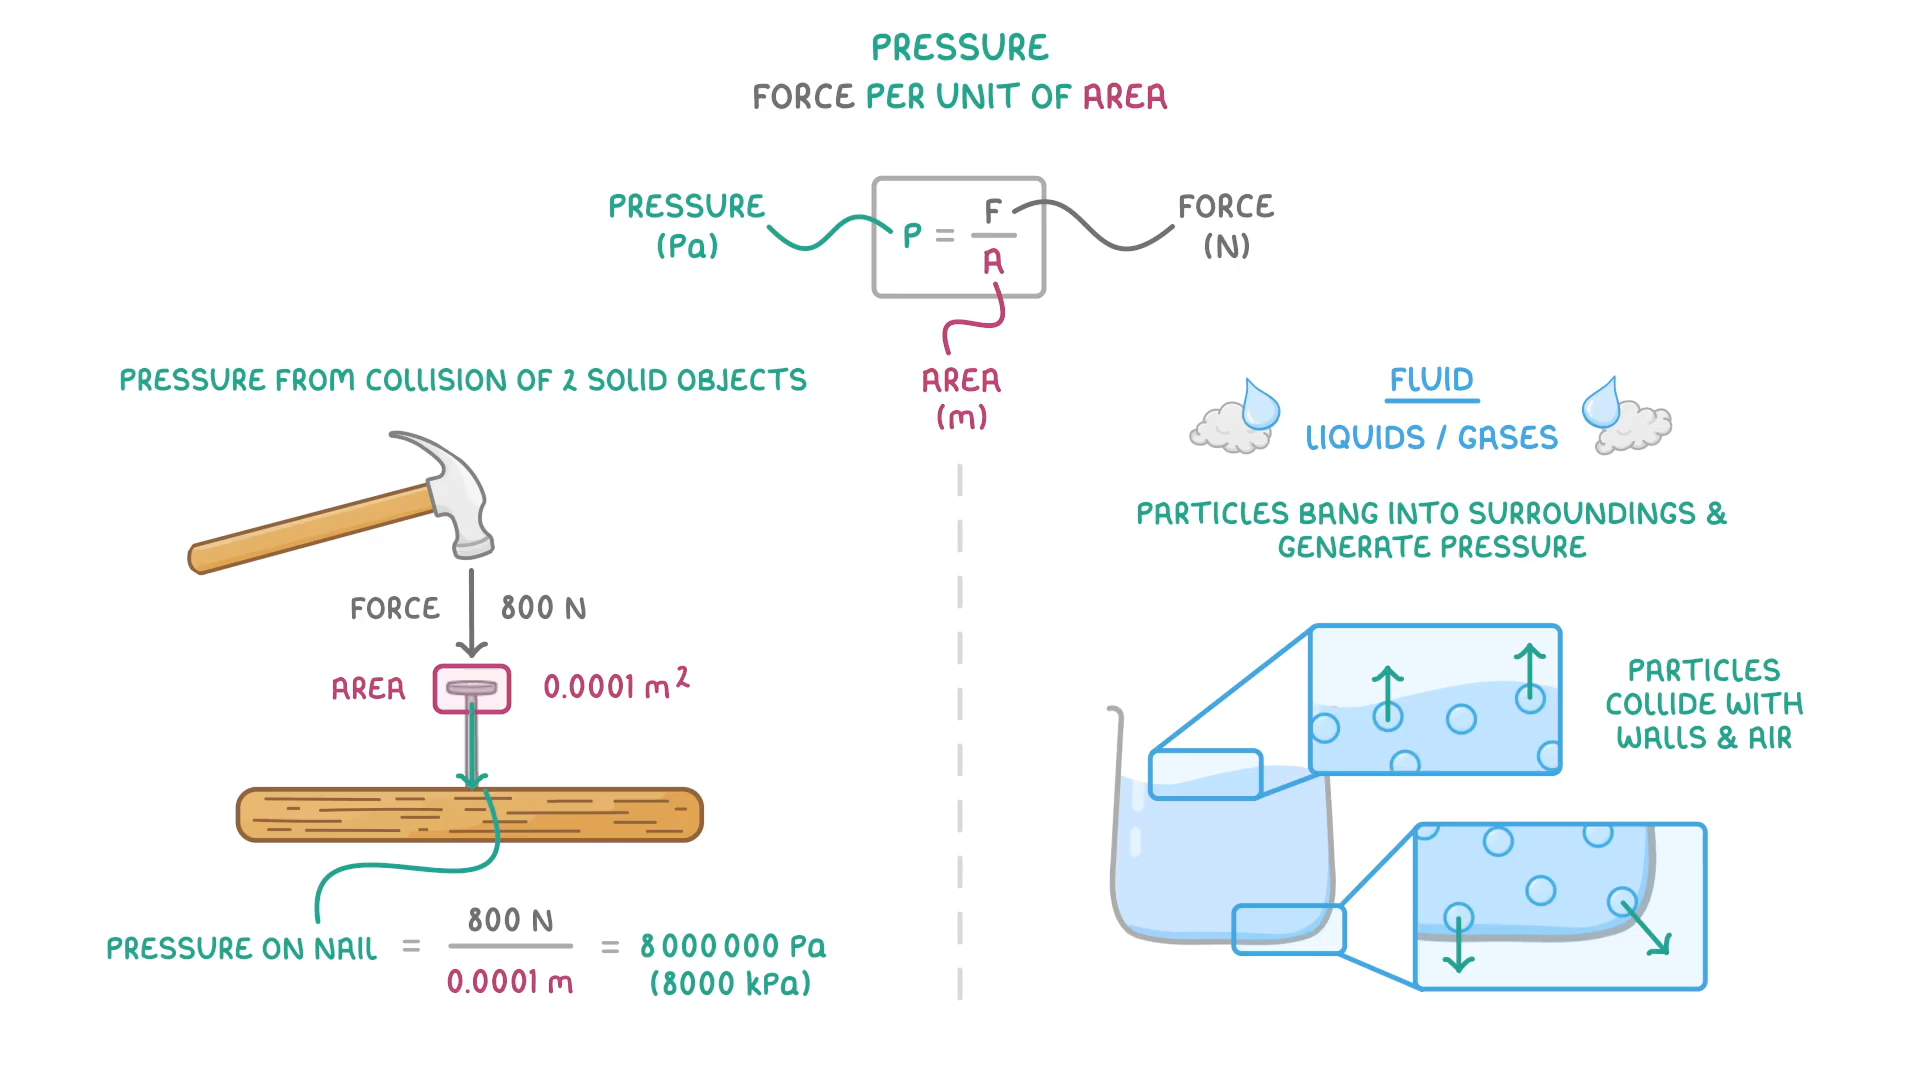 PRESSURE
FORCE PER UNIT OF AREA
PRESSURE
(Pa)
P = F / A
FORCE
(N)
AREA
(m)
PRESSURE FROM COLLISION OF 2 SOLID OBJECTS
FORCE 800 N
AREA 0.0001 m²
PRESSURE ON NAIL = 800 N / 0.0001 m = 8 000 000 Pa
(8000 kPa)
FLUID
LIQUIDS / GASES
PARTICLES BANG INTO SURROUNDINGS &
GENERATE PRESSURE
PARTICLES
COLLIDE WITH
WALLS & AIR